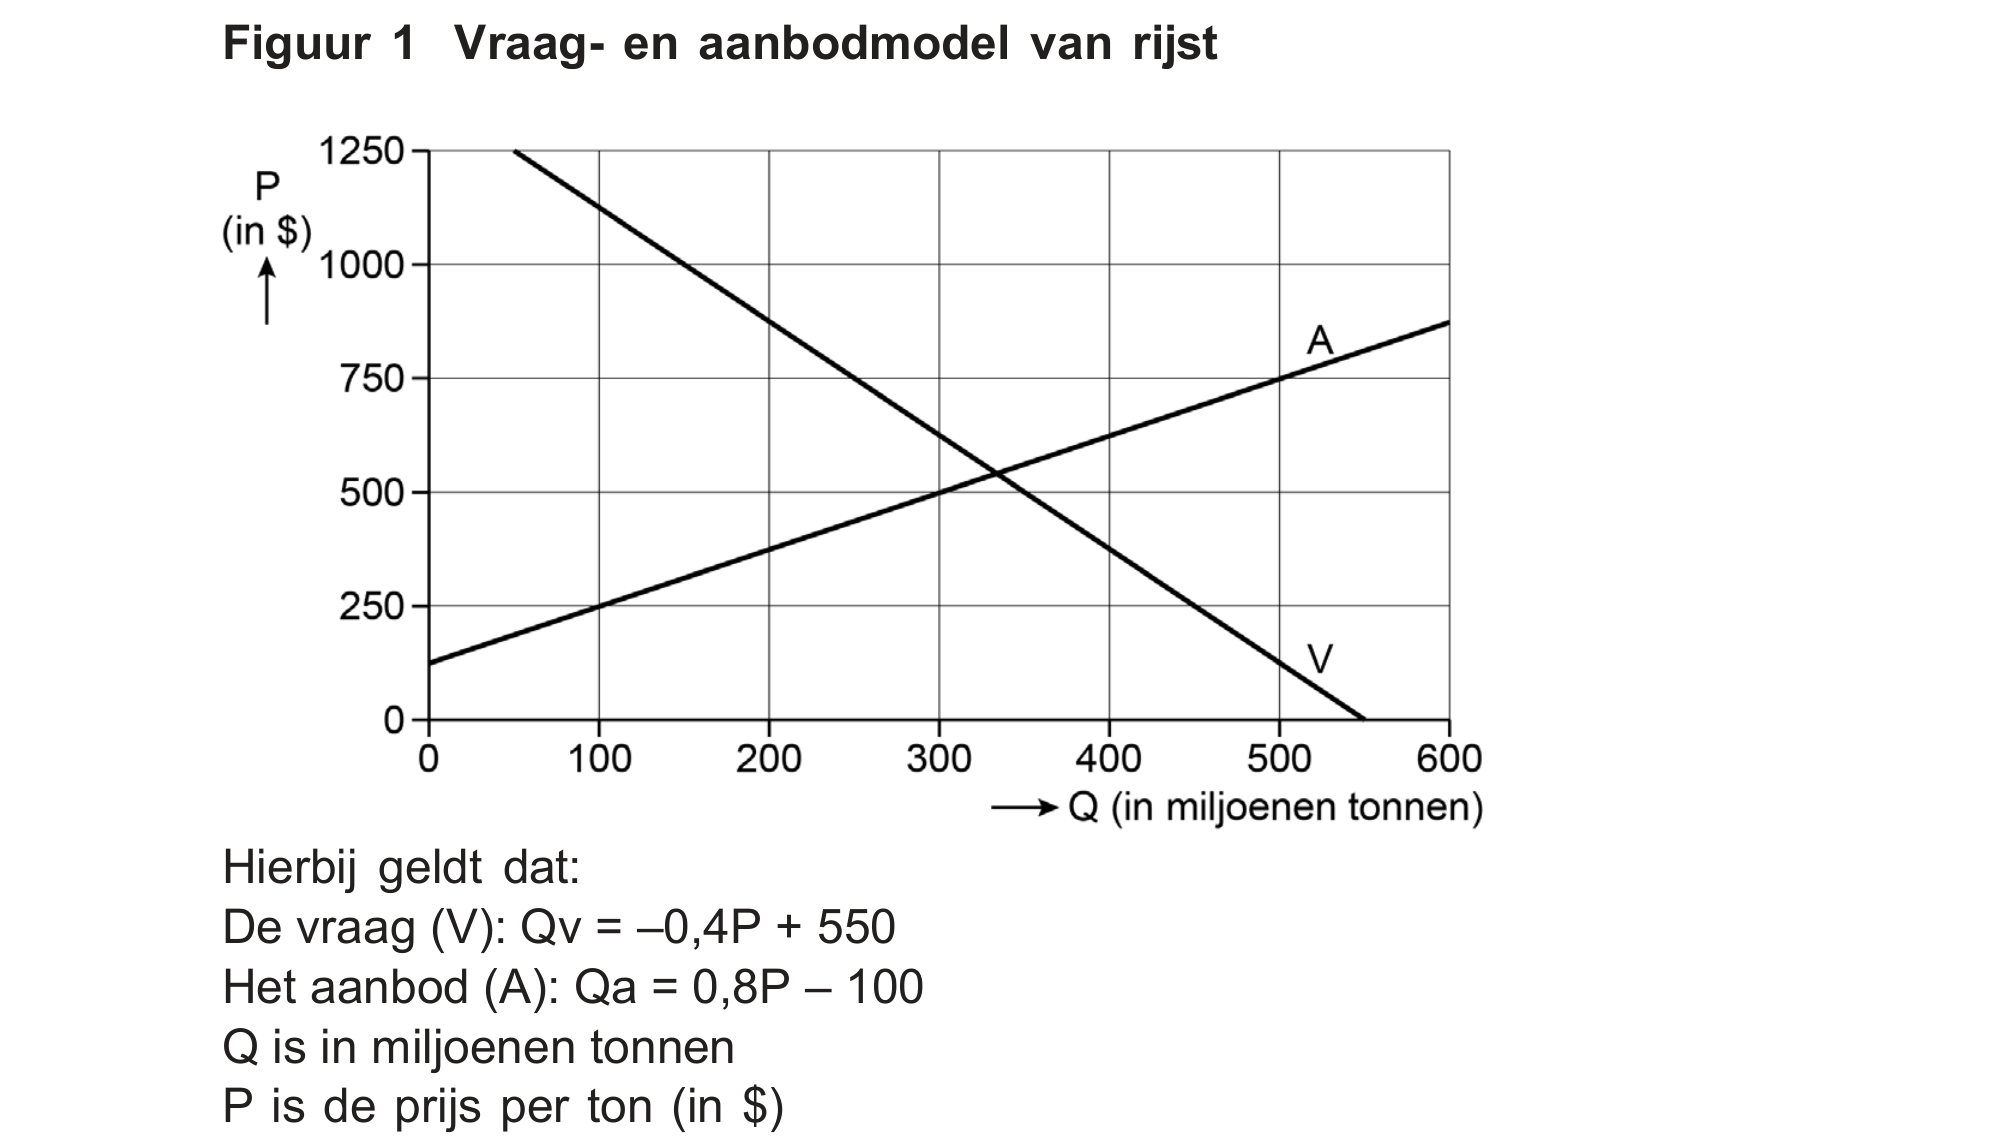 Figuur 1 Vraag- en aanbodmodel van rijst
1250
P
(in $)
1000
750
500
250
0
A
V
0 100 200 300 400 500 600
Q (in miljoenen tonnen)
Hierbij geldt dat:
De vraag (V): Qv = –0,4P + 550
Het aanbod (A): Qa = 0,8P – 100
Q is in miljoenen tonnen
P is de prijs per ton (in $)